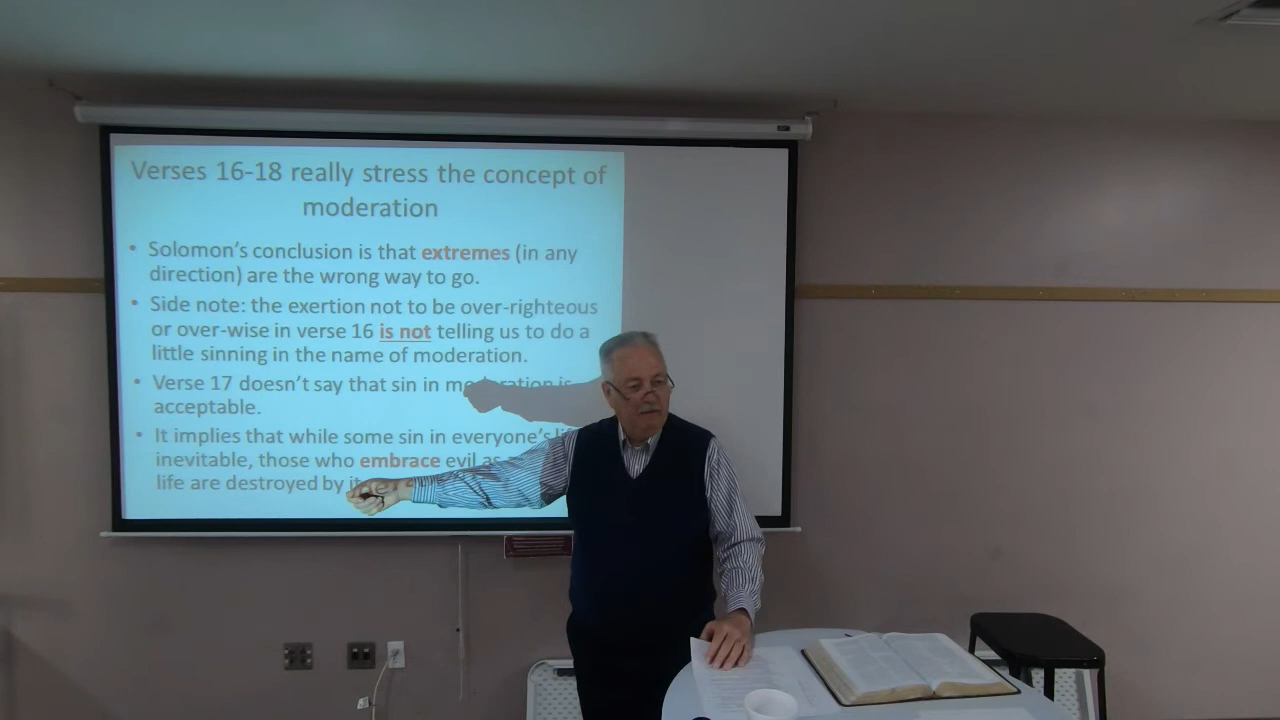 Verses 16-18 really stress the concept of
moderation
• Solomon's conclusion is that extremes (in any
direction) are the wrong way to go.
• Side note: the exertion not to be over-righteous
or over-wise in verse 16 is not telling us to do a
little sinning in the name of moderation.
• Verse 17 doesn't say that sin in moderation is
acceptable.
• It implies that while some sin in everyone's
inevitable, those who embrace evil as
life are destroyed by it